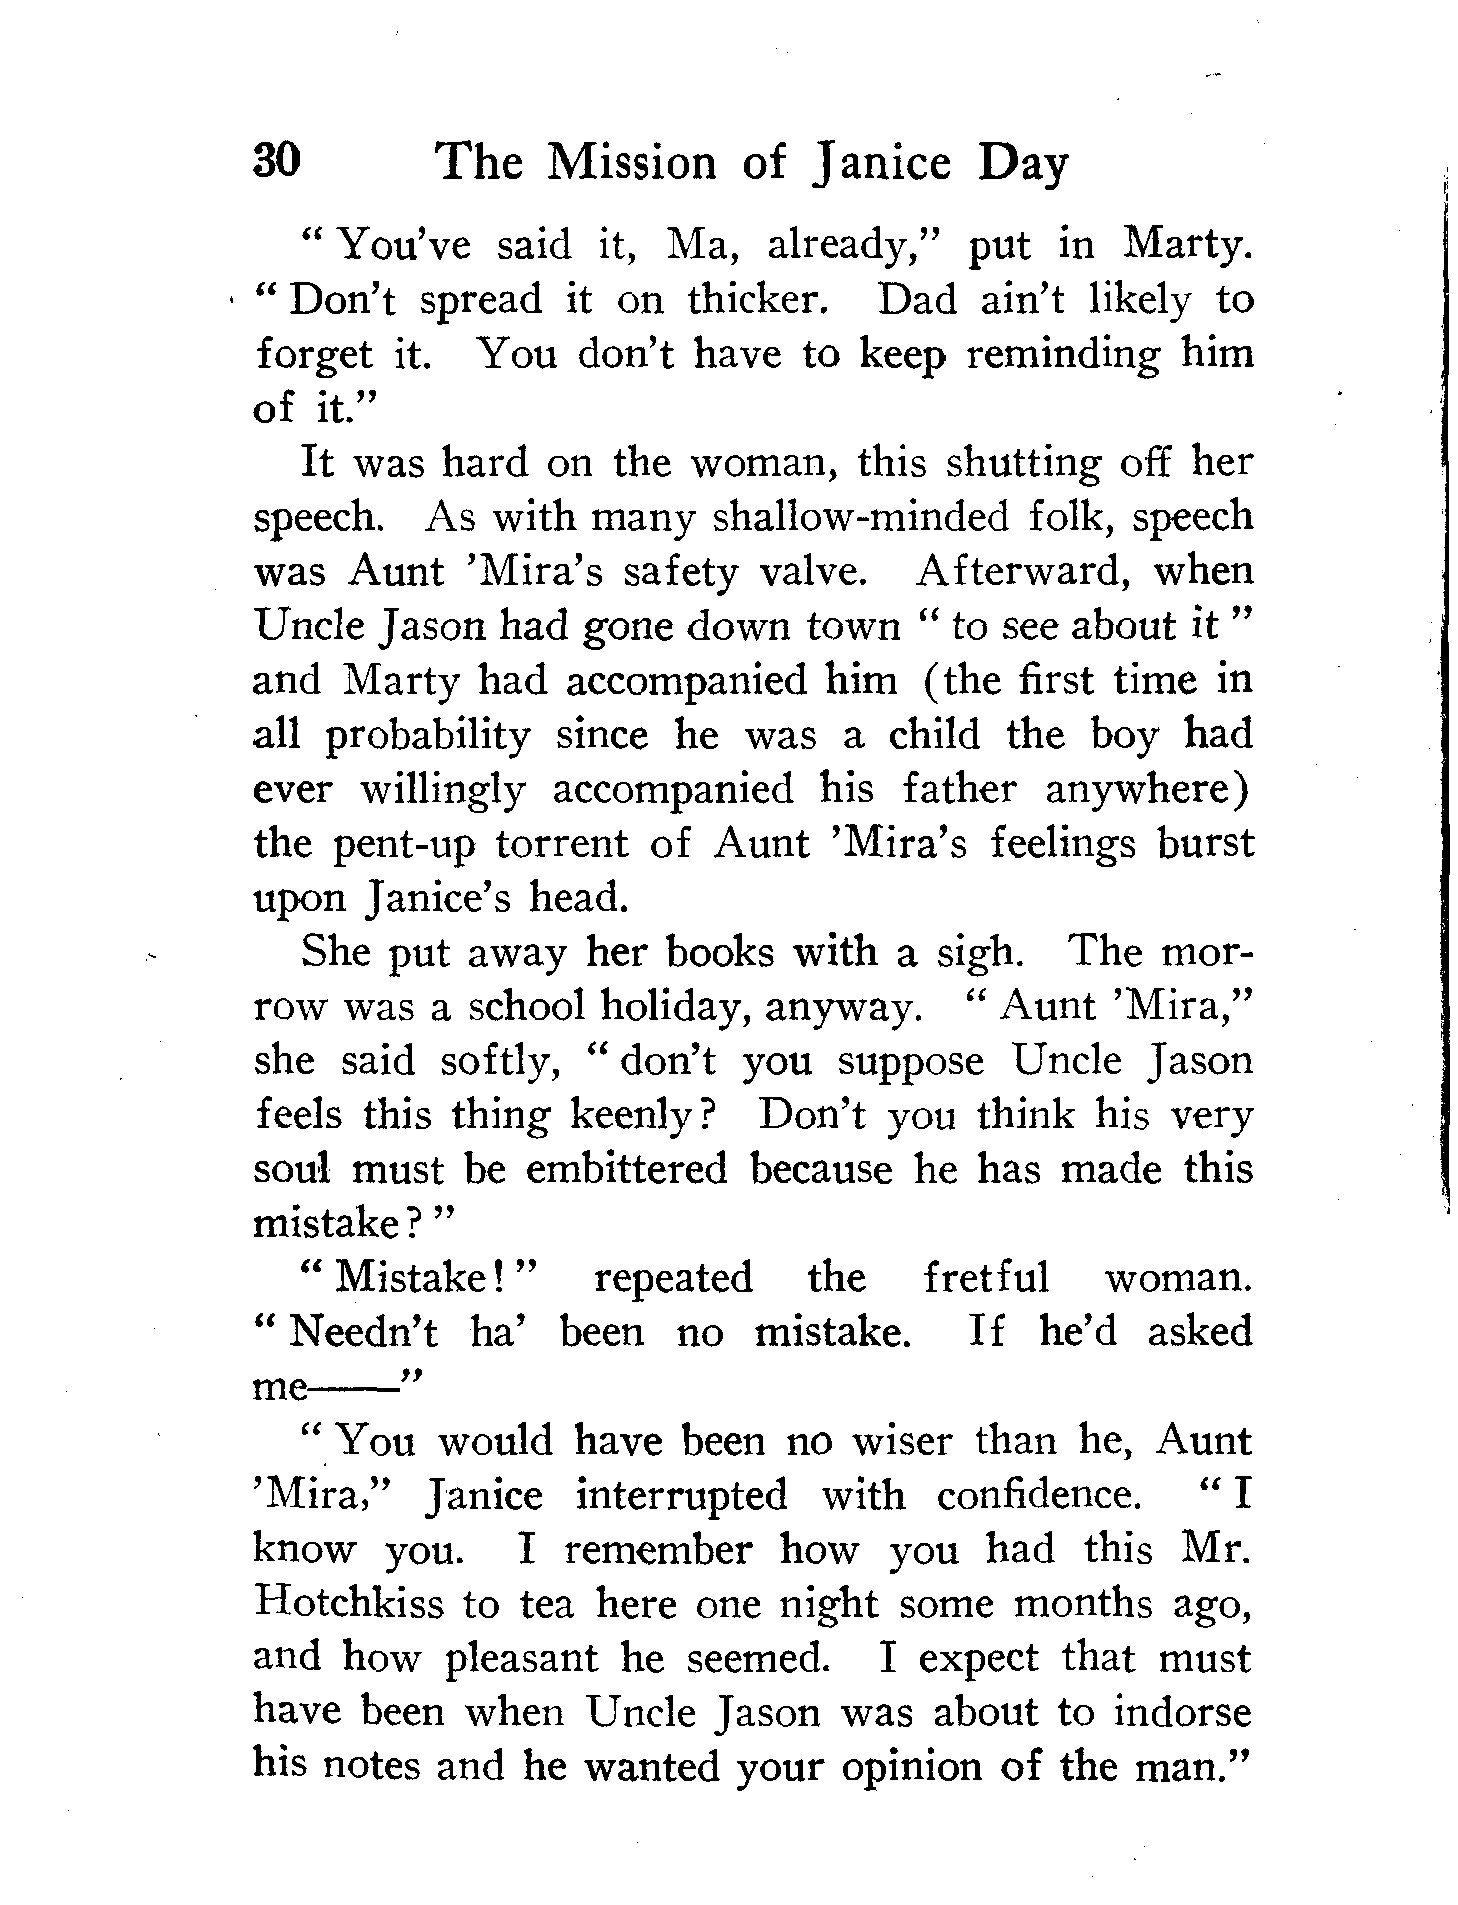 30 The Mission of Janice Day
“ You've said it, Ma, already,” put in Marty.
“ Don't spread it on thicker. Dad ain't likely to
forget it. You don't have to keep reminding him
of it.”
It was hard on the woman, this shutting off her
speech. As with many shallow-minded folk, speech
was Aunt ’Mira's safety valve. Afterward, when
Uncle Jason had gone down town “ to see about it ”
and Marty had accompanied him (the first time in
all probability since he was a child the boy had
ever willingly accompanied his father anywhere)
the pent-up torrent of Aunt ’Mira's feelings burst
upon Janice's head.
She put away her books with a sigh. The mor-
row was a school holiday, anyway. “ Aunt ’Mira,”
she said softly, “ don't you suppose Uncle Jason
feels this thing keenly? Don't you think his very
soul must be embittered because he has made this
mistake? ”
“ Mistake! ” repeated the fretful woman.
“ Needn't ha’ been no mistake. If he'd asked
me——”
“ You would have been no wiser than he, Aunt
’Mira,” Janice interrupted with confidence. “ I
know you. I remember how you had this Mr.
Hotchkiss to tea here one night some months ago,
and how pleasant he seemed. I expect that must
have been when Uncle Jason was about to indorse
his notes and he wanted your opinion of the man.”